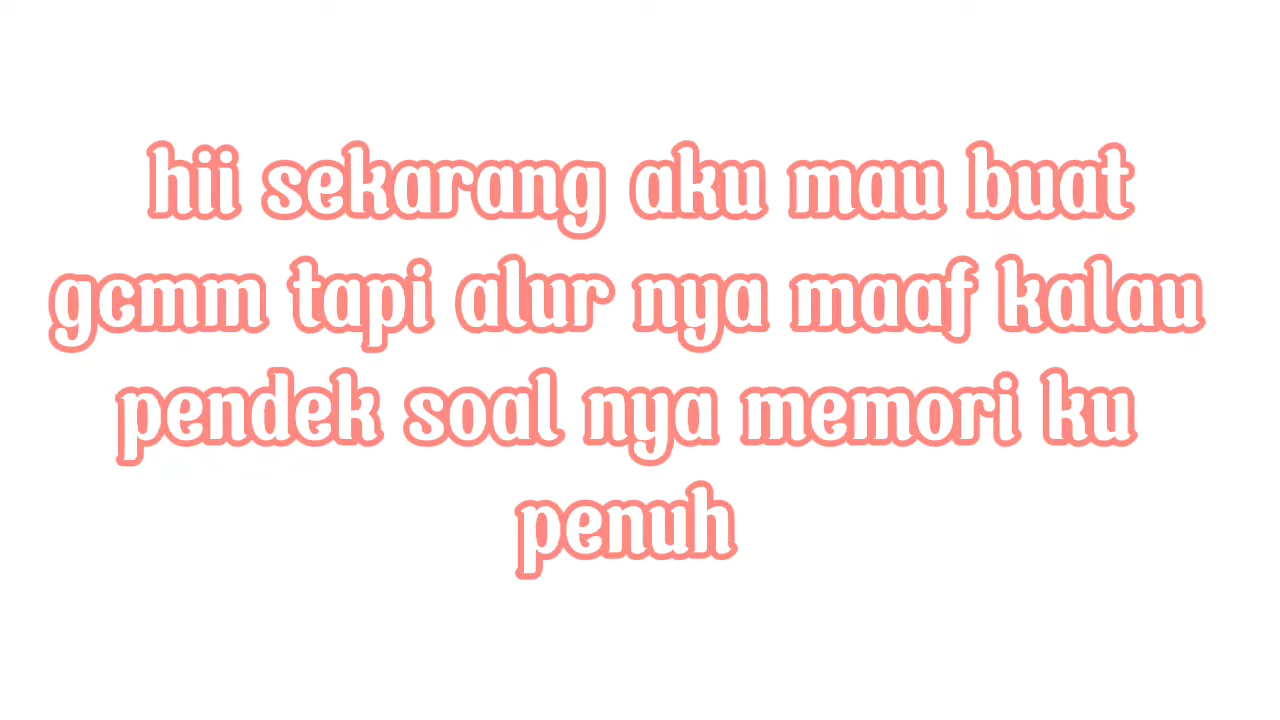 hii sekarang aku mau buat
gcmm tapi alur nya maaf kalau
pendek soal nya memori ku
penuh